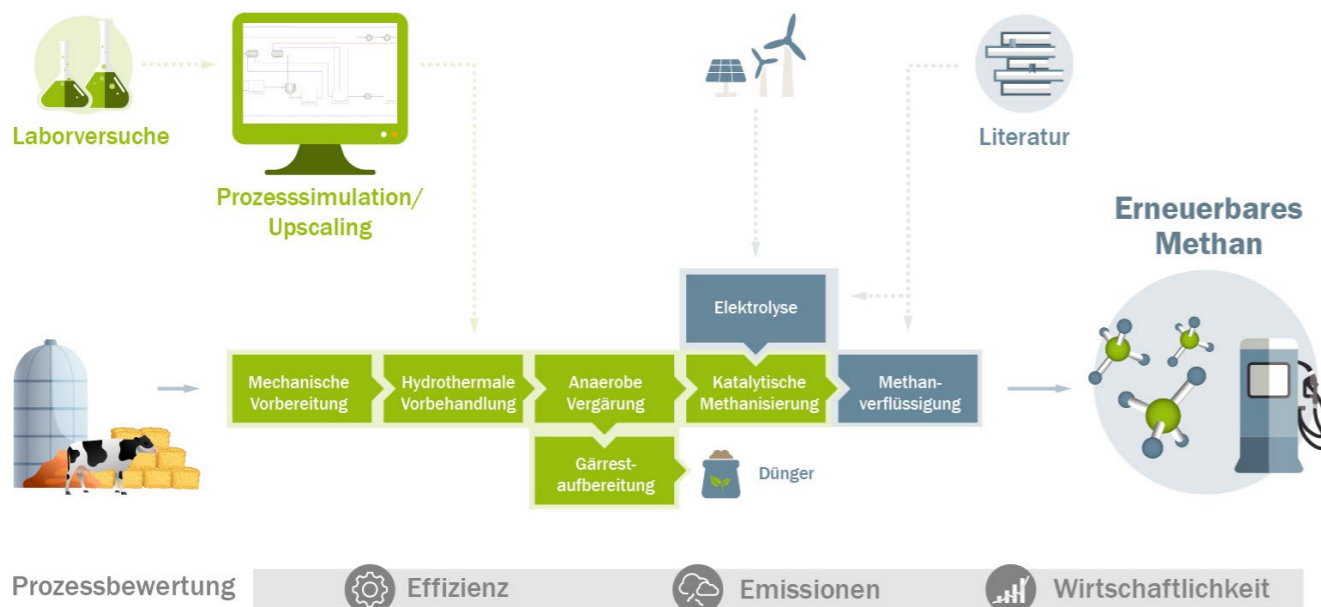 Laborversuche
Prozesssimulation/
Upscaling
Literatur
Erneuerbares
Methan
Elektrolyse
Mechanische
Vorbereitung
Hydrothermale
Vorbehandlung
Anaerobe
Vergärung
Katalytische
Methanisierung
Methan-
verflüssigung
Gärrest-
aufbereitung
Dünger
Prozessbewertung
Effizienz
Emissionen
Wirtschaftlichkeit